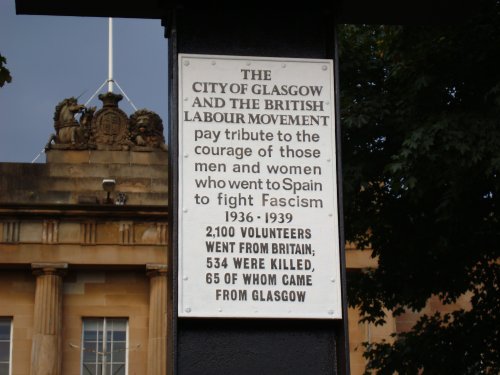 THE
CITY OF GLASGOW
AND THE BRITISH
LABOUR MOVEMENT
pay tribute to the
courage of those
men and women
who went to Spain
to fight Fascism
1936 - 1939
2,100 VOLUNTEERS
WENT FROM BRITAIN;
534 WERE KILLED,
65 OF WHOM CAME
FROM GLASGOW